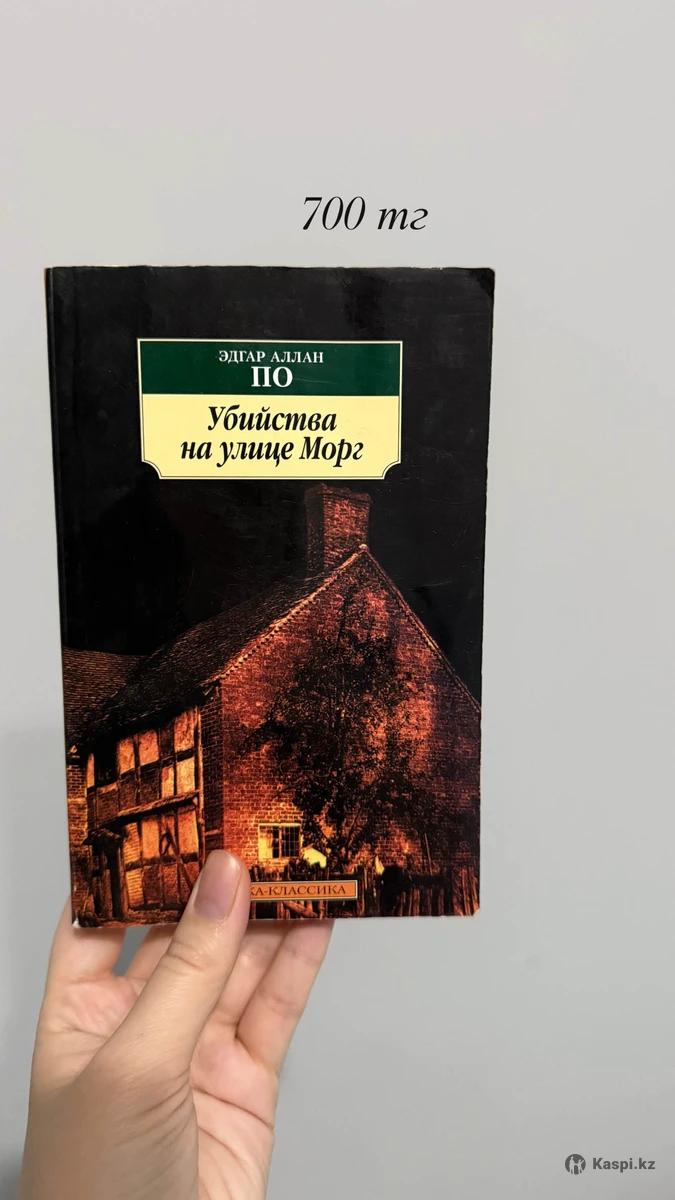 700 тг
ЭДГАР АЛЛАН
ПО
Убийства
на улице Морг
КА-КЛАССИКА
Kaspi.kz